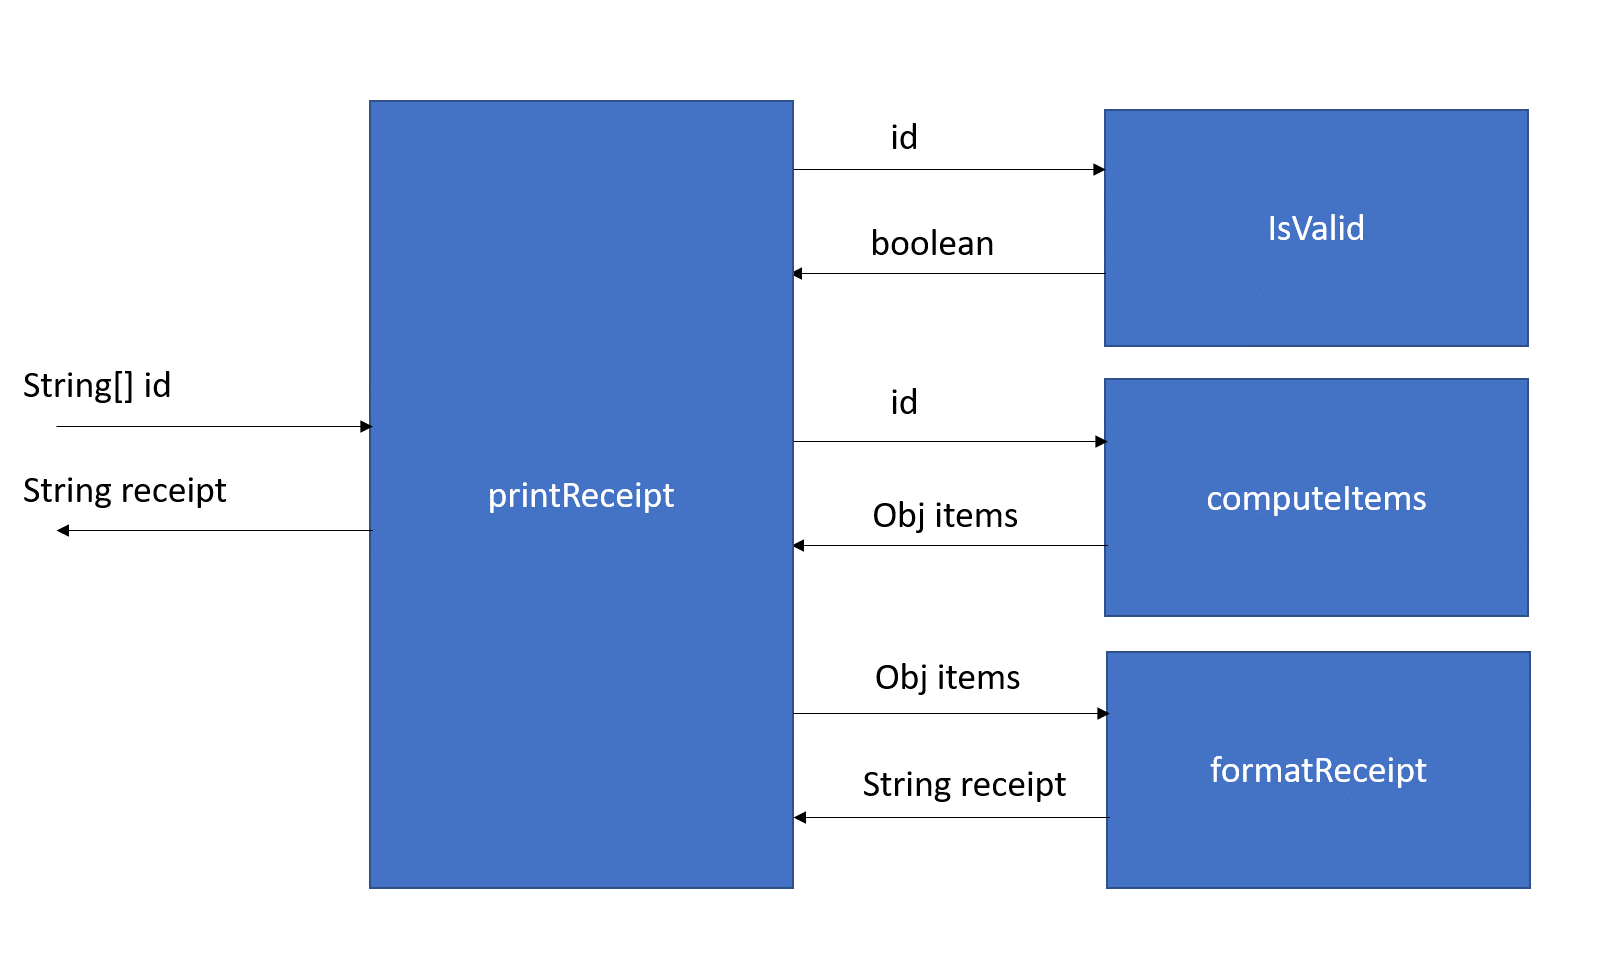 id
IsValid
boolean
String[] id
id
String receipt
printReceipt
computeItems
Obj items
Obj items
formatReceipt
String receipt